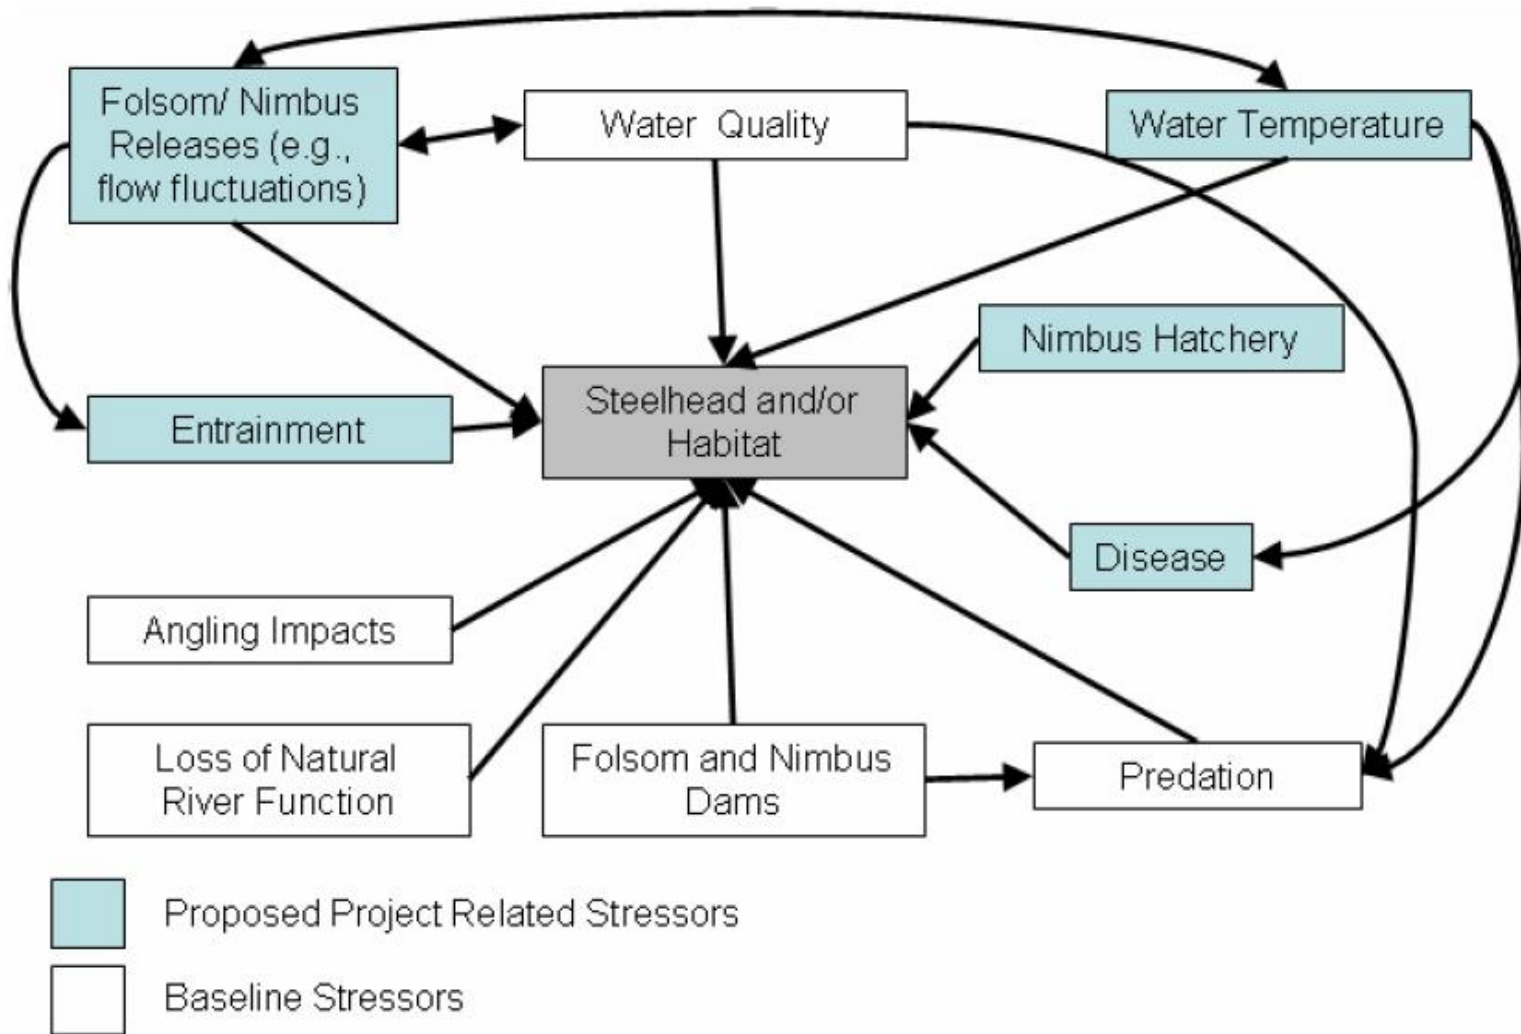 Folsom/ Nimbus
Releases (e.g.,
flow fluctuations)
Water Quality
Water Temperature
Nimbus Hatchery
Steelhead and/or
Habitat
Entrainment
Disease
Angling Impacts
Loss of Natural
River Function
Folsom and Nimbus
Dams
Predation
Proposed Project Related Stressors
Baseline Stressors